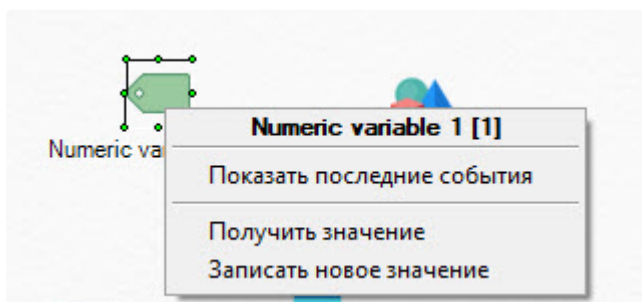 Numeric variable 1 [1]
Numeric va
Показать последние события
Получить значение
Записать новое значение